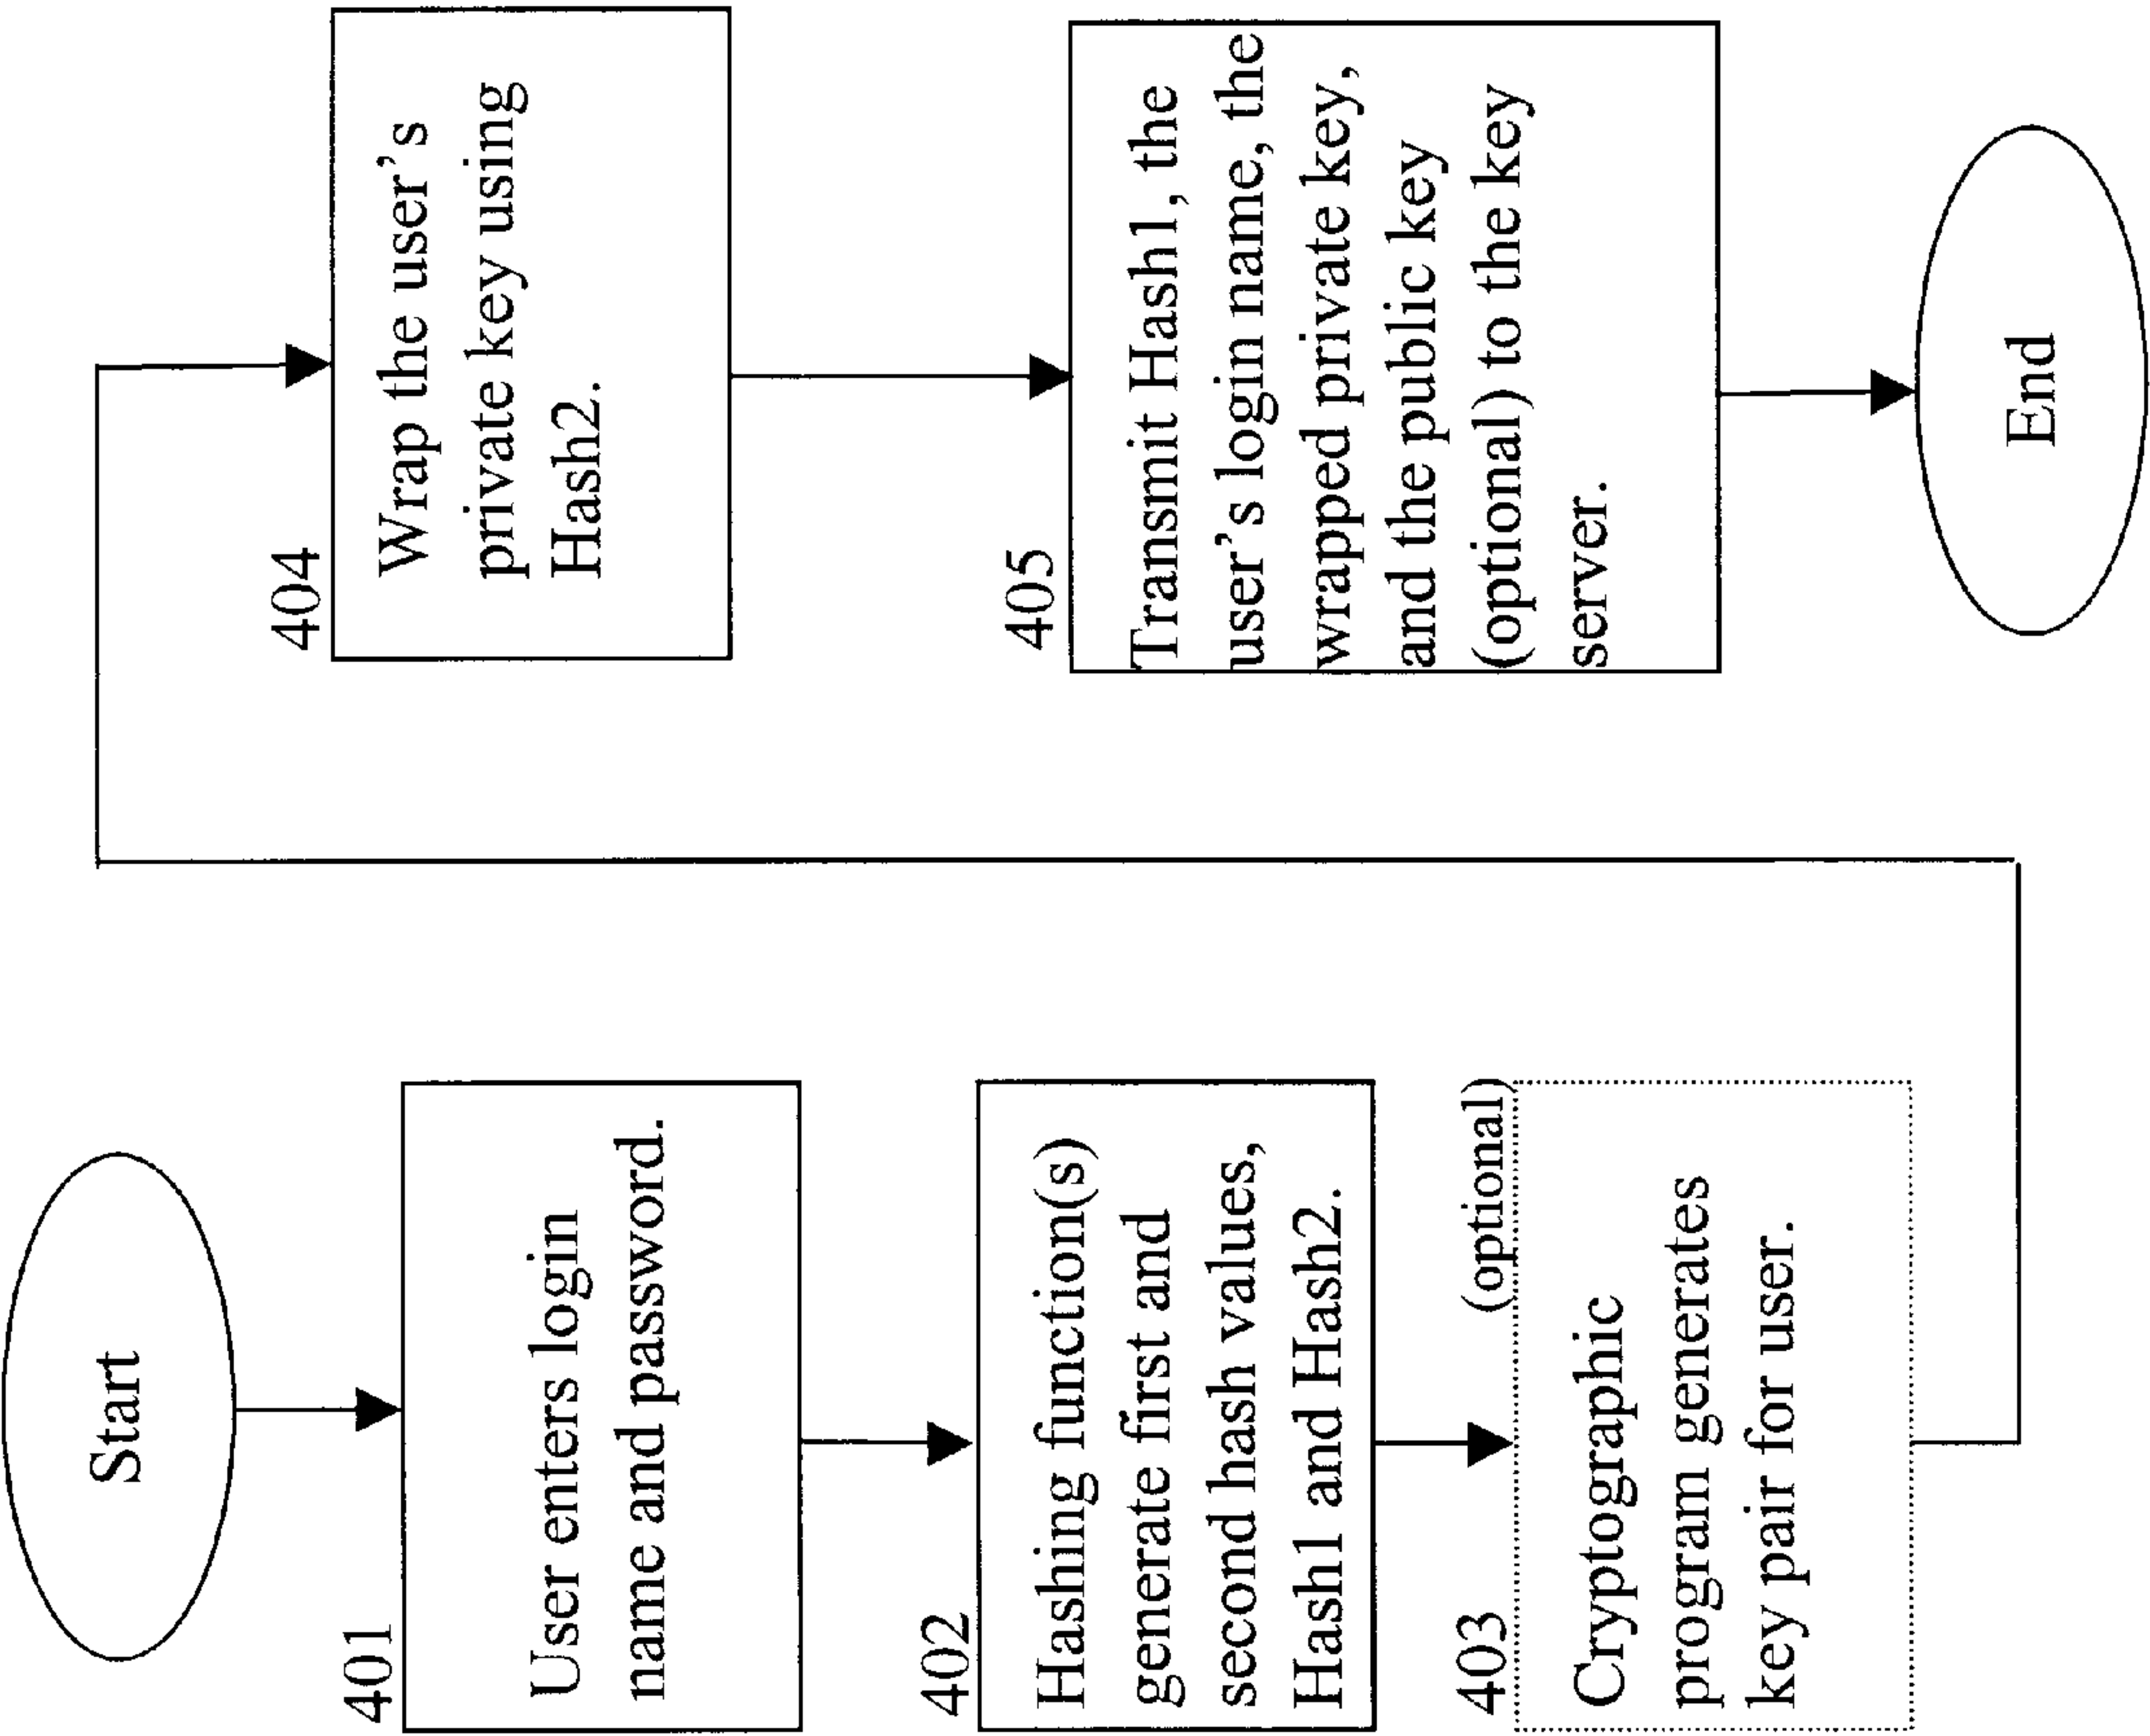 Start
401
User enters login
name and password.
402
Hashing function(s)
generate first and
second hash values,
Hash1 and Hash2.
403
(optional)
Cryptographic
program generates
key pair for user.
404
Wrap the user's
private key using
Hash2.
405
Transmit Hash1, the
user's login name, the
wrapped private key,
and the public key
(optional) to the key
server.
End